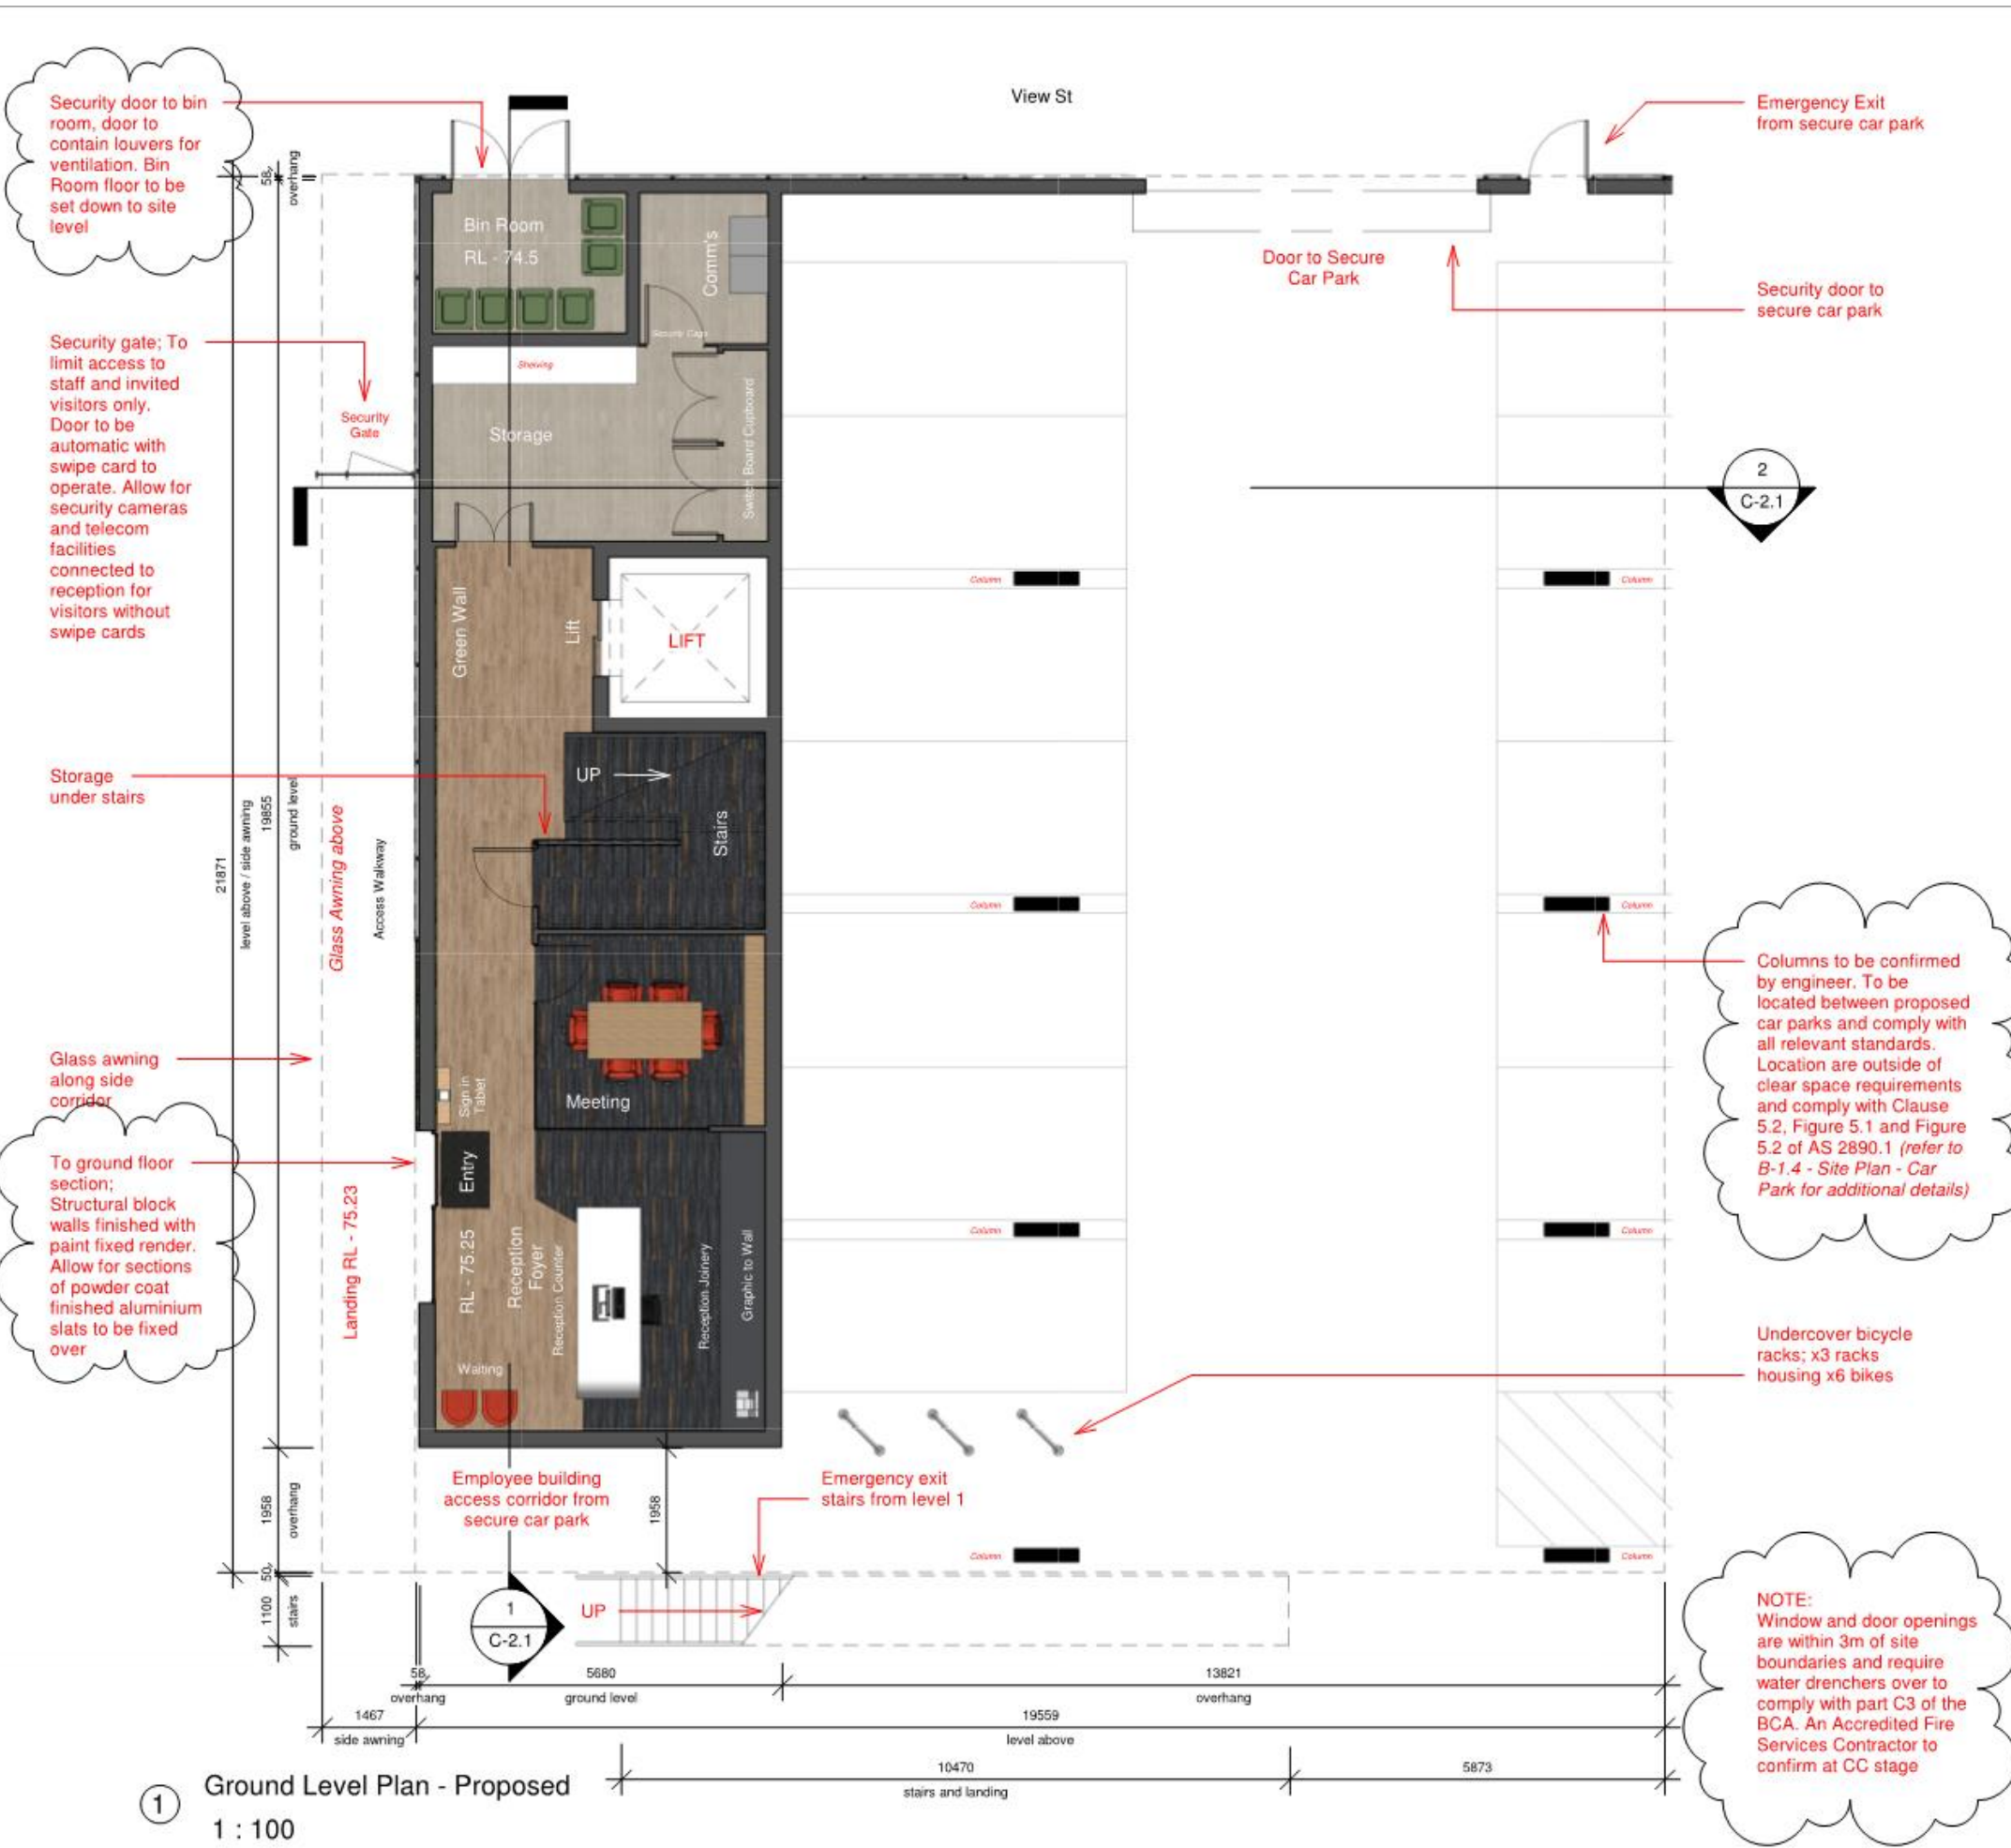 View St
Security door to bin
room, door to
contain louvers for
ventilation. Bin
Room floor to be
set down to site
level
Emergency Exit
from secure car park
58
overhang
Bin Room
RL - 74.5
Comm's
Door to Secure
Car Park
Security door to
secure car park
Security gate; To
limit access to
staff and invited
visitors only.
Door to be
automatic with
swipe card to
operate. Allow for
security cameras
and telecom
facilities
connected to
reception for
visitors without
swipe cards
Security
Gate
Security Cage
Shelving
Storage
Switch Board Cupboard
2
C-2.1
Column
Column
Green Wall
Lift
LIFT
Storage
under stairs
UP
Stairs
21871
level above / side awning
19855
ground level
Glass Awning above
Access Walkway
Column
Column
Columns to be confirmed
by engineer. To be
located between proposed
car parks and comply with
all relevant standards.
Location are outside of
clear space requirements
and comply with Clause
5.2, Figure 5.1 and Figure
5.2 of AS 2890.1 (refer to
B-1.4 - Site Plan - Car
Park for additional details)
Glass awning
along side
corridor
Sign in
Tablet
Meeting
To ground floor
section;
Structural block
walls finished with
paint fixed render.
Allow for sections
of powder coat
finished aluminium
slats to be fixed
over
Landing RL - 75.23
Entry
RL - 75.25
Reception
Foyer
Reception Counter
Reception Joinery
Graphic to Wall
Column
Column
Waiting
Undercover bicycle
racks; x3 racks
housing x6 bikes
1958
overhang
Employee building
access corridor from
secure car park
1958
Emergency exit
stairs from level 1
Column
Column
50
1100
stairs
1
C-2.1
UP
NOTE:
Window and door openings
are within 3m of site
boundaries and require
water drenchers over to
comply with part C3 of the
BCA. An Accredited Fire
Services Contractor to
confirm at CC stage
58
overhang
5680
ground level
13821
overhang
1467
side awning
19559
level above
10470
stairs and landing
5873
1
Ground Level Plan - Proposed
1 : 100